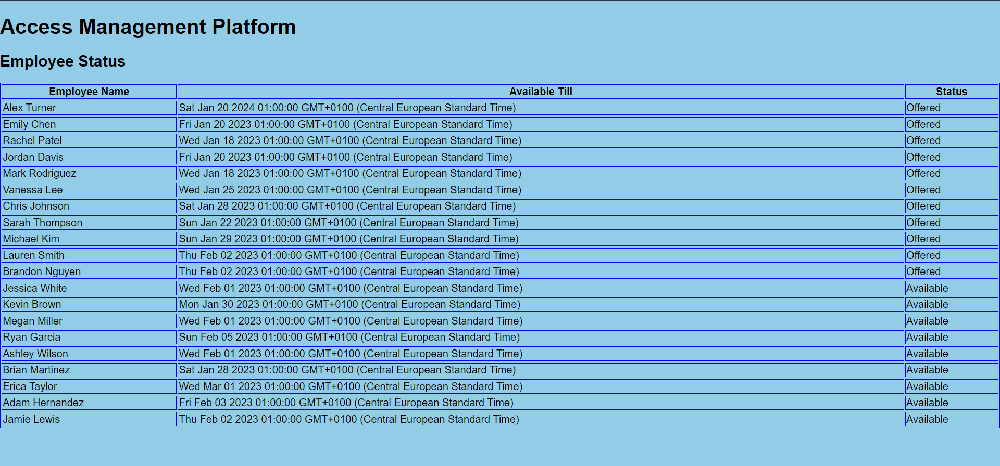 Access Management Platform
Employee Status
Employee Name Available Till Status
Alex Turner Sat Jan 20 2024 01:00:00 GMT+0100 (Central European Standard Time) Offered
Emily Chen Fri Jan 20 2023 01:00:00 GMT+0100 (Central European Standard Time) Offered
Rachel Patel Wed Jan 18 2023 01:00:00 GMT+0100 (Central European Standard Time) Offered
Jordan Davis Fri Jan 20 2023 01:00:00 GMT+0100 (Central European Standard Time) Offered
Mark Rodriguez Wed Jan 18 2023 01:00:00 GMT+0100 (Central European Standard Time) Offered
Vanessa Lee Wed Jan 25 2023 01:00:00 GMT+0100 (Central European Standard Time) Offered
Chris Johnson Sat Jan 28 2023 01:00:00 GMT+0100 (Central European Standard Time) Offered
Sarah Thompson Sun Jan 22 2023 01:00:00 GMT+0100 (Central European Standard Time) Offered
Michael Kim Sun Jan 29 2023 01:00:00 GMT+0100 (Central European Standard Time) Offered
Lauren Smith Thu Feb 02 2023 01:00:00 GMT+0100 (Central European Standard Time) Offered
Brandon Nguyen Thu Feb 02 2023 01:00:00 GMT+0100 (Central European Standard Time) Offered
Jessica White Wed Feb 01 2023 01:00:00 GMT+0100 (Central European Standard Time) Available
Kevin Brown Mon Jan 30 2023 01:00:00 GMT+0100 (Central European Standard Time) Available
Megan Miller Wed Feb 01 2023 01:00:00 GMT+0100 (Central European Standard Time) Available
Ryan Garcia Sun Feb 05 2023 01:00:00 GMT+0100 (Central European Standard Time) Available
Ashley Wilson Wed Feb 01 2023 01:00:00 GMT+0100 (Central European Standard Time) Available
Brian Martinez Sat Jan 28 2023 01:00:00 GMT+0100 (Central European Standard Time) Available
Erica Taylor Wed Mar 01 2023 01:00:00 GMT+0100 (Central European Standard Time) Available
Adam Hernandez Fri Feb 03 2023 01:00:00 GMT+0100 (Central European Standard Time) Available
Jamie Lewis Thu Feb 02 2023 01:00:00 GMT+0100 (Central European Standard Time) Available